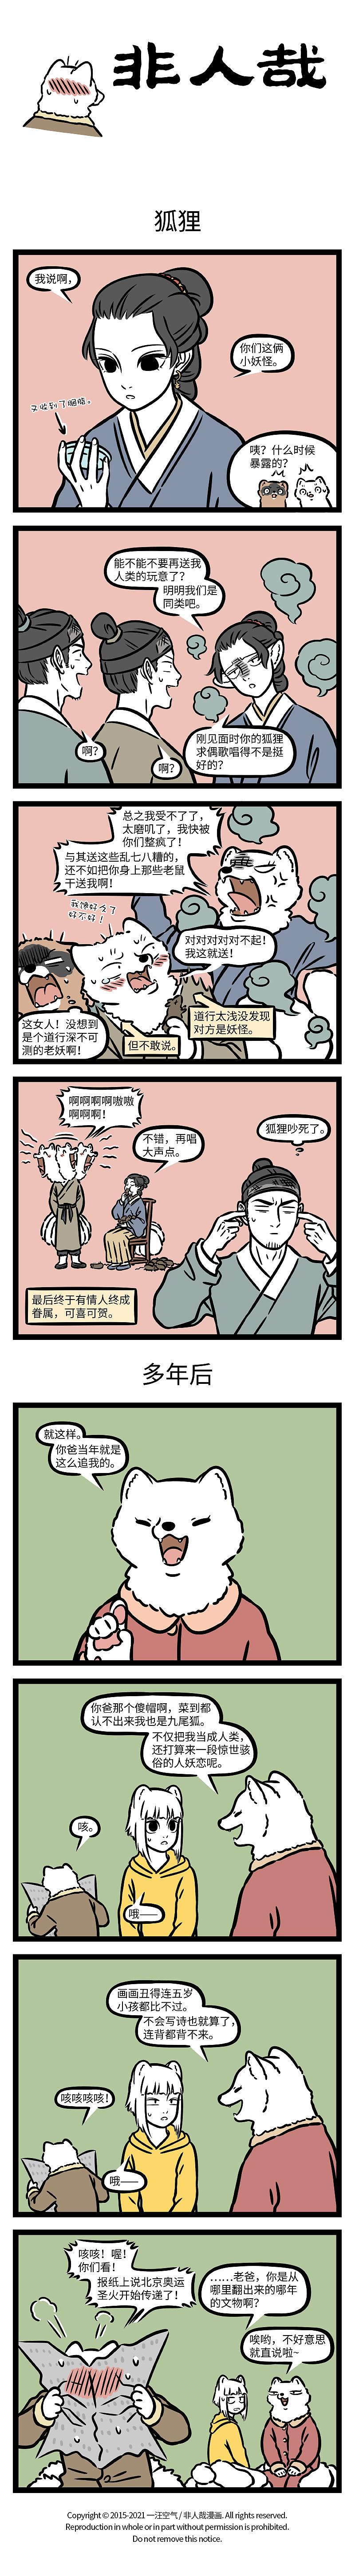 非人哉
狐狸
我说啊，
你们这俩
小妖怪。
又收到了胭脂。
咦？什么时候
暴露的？
能不能不要再送我
人类的玩意了？
明明我们是
同类吧。
啊？
啊？
刚见面时你的狐狸
求偶歌唱得不是挺
好的？
总之我受不了了，
太磨叽了，我快被
你们整疯了！
与其送这些乱七八糟的，
还不如把你身上那些老鼠
干送我啊！
我馋好久了
好不好！
对对对对对不起！
我这就送！
这女人！没想到
是个道行深不可
测的老妖啊！
但不敢说。
道行太浅没发现
对方是妖怪。
啊啊啊啊嗷嗷
啊啊啊！
不错，再唱
大声点。
狐狸吵死了。
最后终于有情人终成
眷属，可喜可贺。
多年后
就这样。
你爸当年就是
这么追我的。
你爸那个傻帽啊，菜到都
认不出来我也是九尾狐。
不仅把我当成人类，
还打算来一段惊世骇
俗的人妖恋呢。
咳。
哦——
画画丑得连五岁
小孩都比不过。
不会写诗也就算了，
连背都背不来。
咳咳咳咳！
哦——
咳咳！喔！
你们看！
报纸上说北京奥运
圣火开始传递了！
……老爸，你是从
哪里翻出来的哪年
的文物啊？
唉哟，不好意思
就直说啦~
Copyright © 2015-2021 一汪空气 / 非人哉漫画. All rights reserved.
Reproduction in whole or in part without permission is prohibited.
Do not remove this notice.